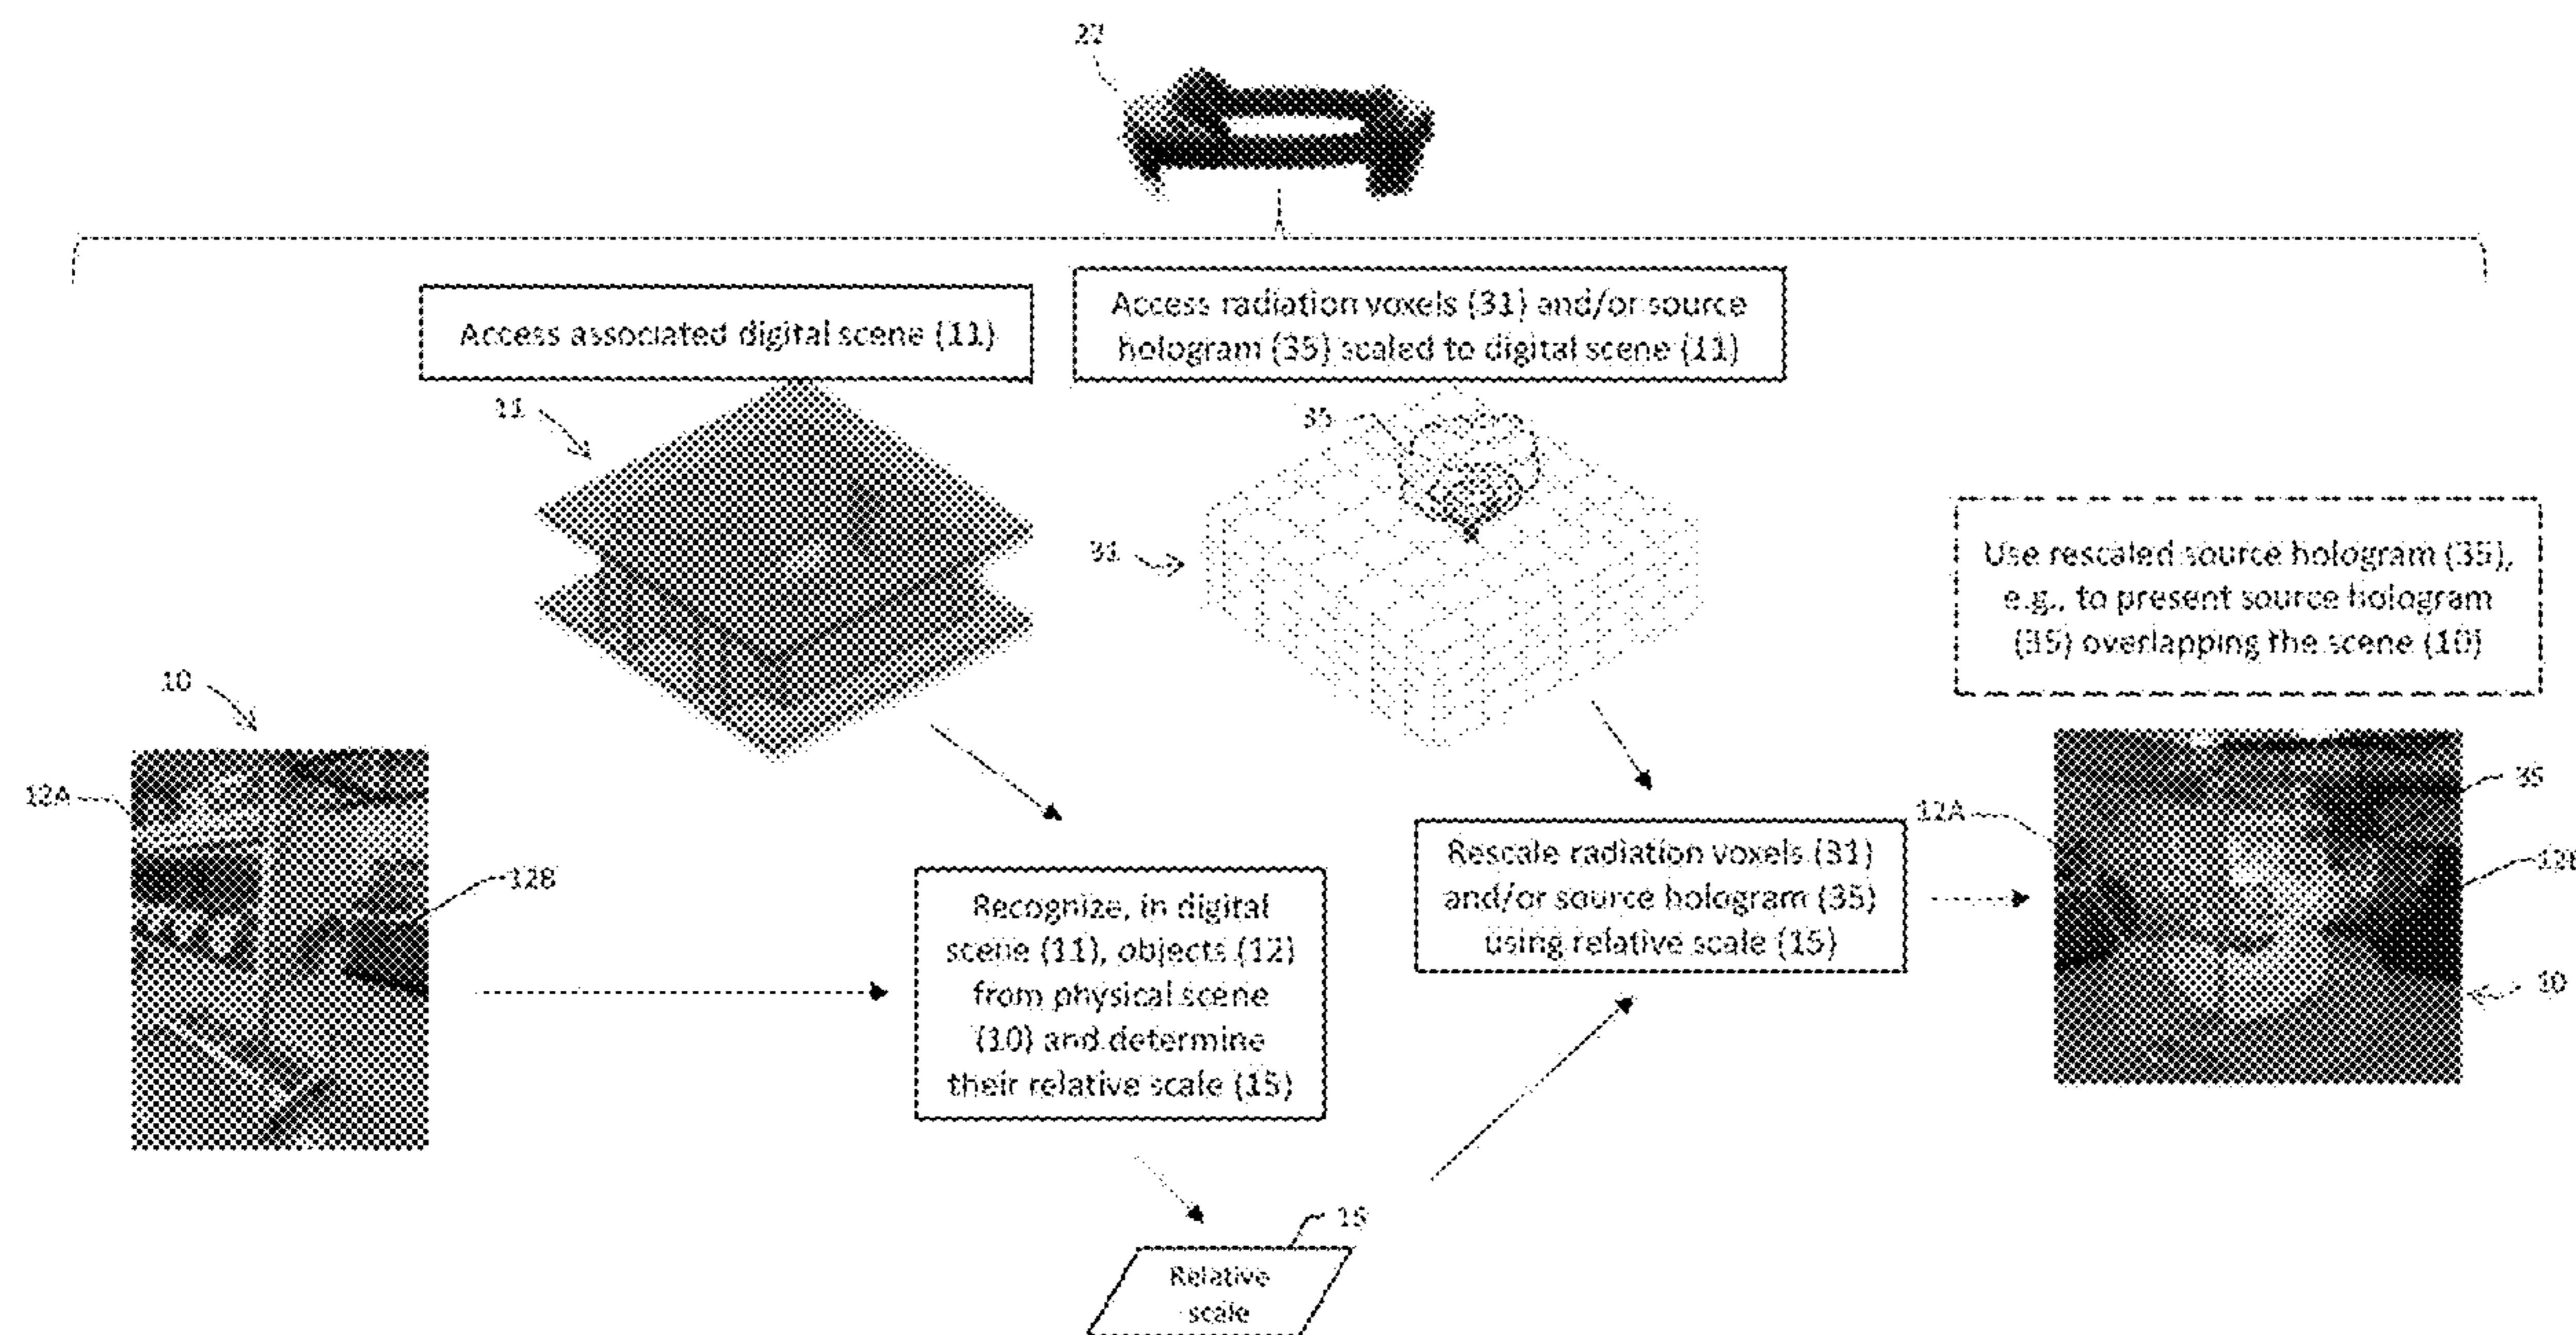 22
Access associated digital scene (11)
Access radiation voxels (31) and/or source
hologram (35) scaled to digital scene (11)
11
35
31
Use rescaled source hologram (35),
e.g., to present source hologram
(35) overlapping the scene (10)
10
12A
12B
Recognize, in digital
scene (11), objects (12)
from physical scene
(10) and determine
their relative scale (15)
Rescale radiation voxels (31)
and/or source hologram (35)
using relative scale (15)
12A
35
10
15
Relative
scale